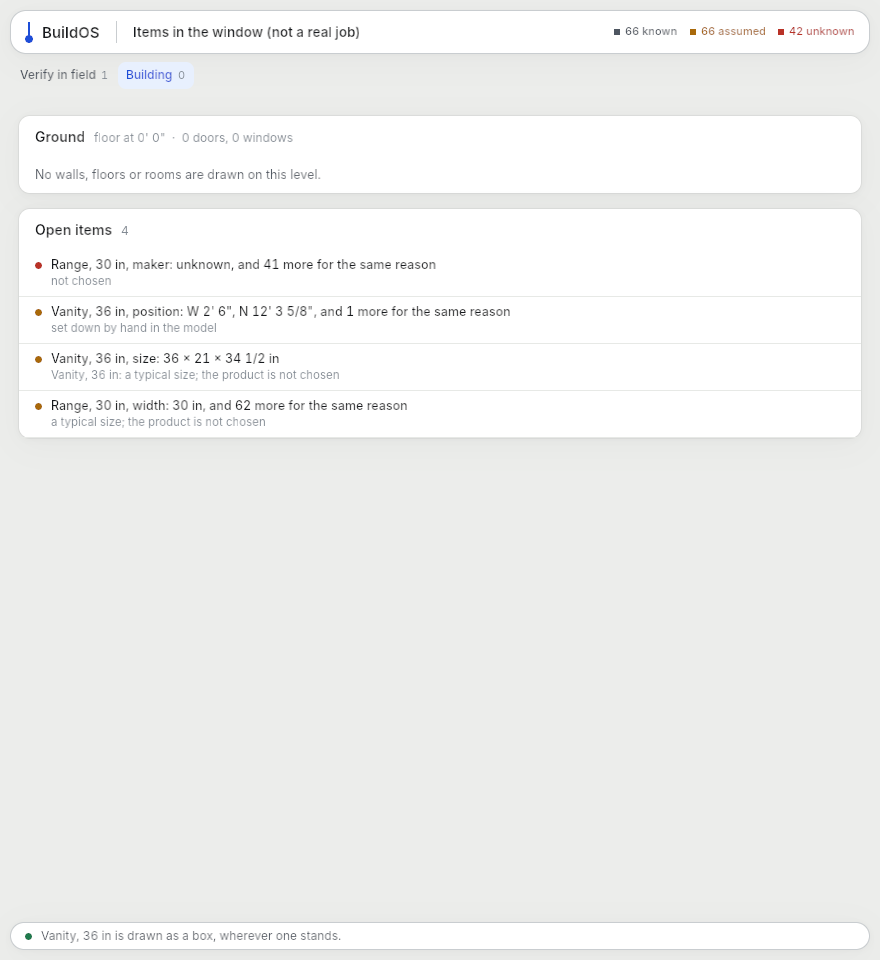 BuildOS
Items in the window (not a real job)
66 known
66 assumed
42 unknown
Verify in field 1
Building 0
Ground floor at 0' 0" · 0 doors, 0 windows
No walls, floors or rooms are drawn on this level.
Open items 4
Range, 30 in, maker: unknown, and 41 more for the same reason
not chosen
Vanity, 36 in, position: W 2' 6", N 12' 3 5/8", and 1 more for the same reason
set down by hand in the model
Vanity, 36 in, size: 36 × 21 × 34 1/2 in
Vanity, 36 in: a typical size; the product is not chosen
Range, 30 in, width: 30 in, and 62 more for the same reason
a typical size; the product is not chosen
Vanity, 36 in is drawn as a box, wherever one stands.